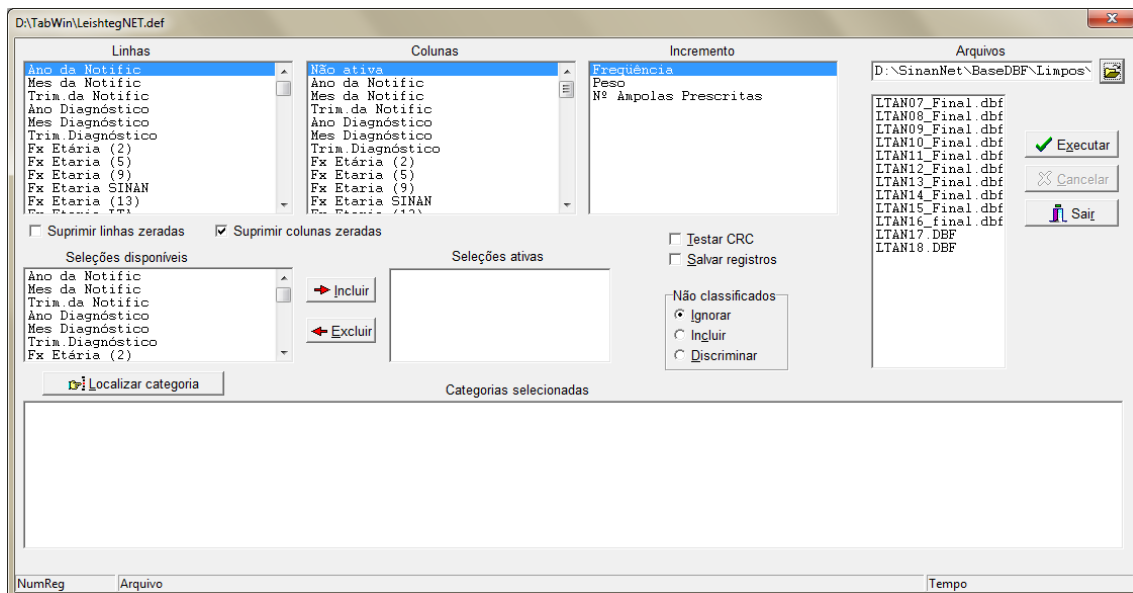 D:\TabWin\LeishtegNET.def
Linhas
Ano da Notific
Mes da Notific
Trim.da Notific
Ano Diagnóstico
Mes Diagnóstico
Trim.Diagnóstico
Fx Etária (2)
Fx Etária (5)
Fx Etária (9)
Fx Etaria SINAN
Fx Etaria (13)
Colunas
Não ativa
Ano da Notific
Mes da Notific
Trim.da Notific
Ano Diagnóstico
Mes Diagnóstico
Trim.Diagnóstico
Fx Etária (2)
Fx Etária (5)
Fx Etária (9)
Fx Etaria SINAN
Incremento
Freqüência
Peso
Nº Ampolas Prescritas
Arquivos
D:\SinanNet\BaseDBF\Limpos\
LTAN07_Final.dbf
LTAN08_Final.dbf
LTAN09_Final.dbf
LTAN10_Final.dbf
LTAN11_Final.dbf
LTAN12_Final.dbf
LTAN13_Final.dbf
LTAN14_Final.dbf
LTAN15_Final.dbf
LTAN16_final.dbf
LTAN17.DBF
LTAN18.DBF
Executar
Cancelar
Sair
Suprimir linhas zeradas
Suprimir colunas zeradas
Testar CRC
Salvar registros
Seleções disponíveis
Ano da Notific
Mes da Notific
Trim.da Notific
Ano Diagnóstico
Mes Diagnóstico
Trim.Diagnóstico
Fx Etária (2)
Incluir
Excluir
Seleções ativas
Não classificados
Ignorar
Incluir
Discriminar
Localizar categoria
Categorias selecionadas
NumReg
Arquivo
Tempo